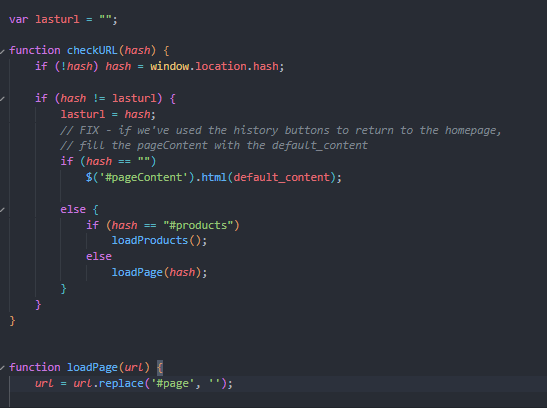 var lasturl = "";
function checkURL(hash) {
if (!hash) hash = window.location.hash;
if (hash != lasturl) {
lasturl = hash;
// FIX - if we've used the history buttons to return to the homepage,
// fill the pageContent with the default_content
if (hash == "")
$('#pageContent').html(default_content);
else {
if (hash == "#products")
loadProducts();
else
loadPage(hash);
}
}
}
function loadPage(url) {
url = url.replace('#page', '');